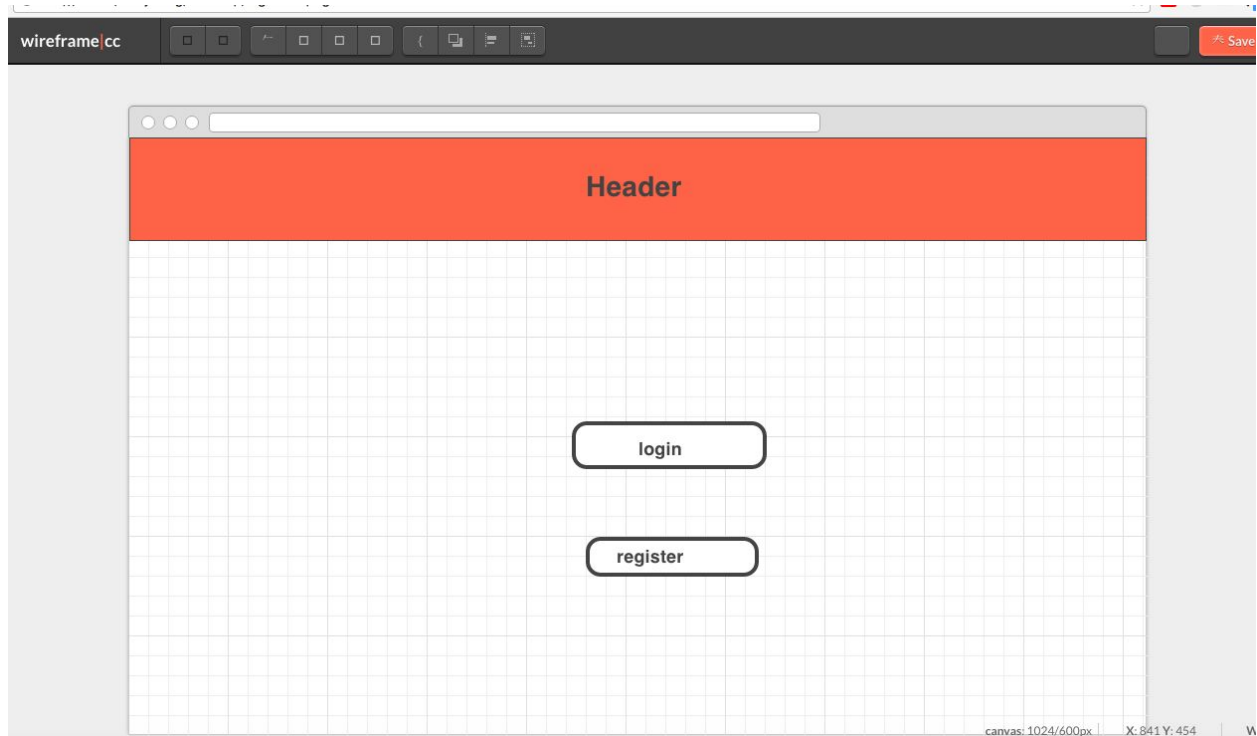 wireframe|cc
Save
Header
login
register
canvas: 1024/600px X: 841 Y: 454 W